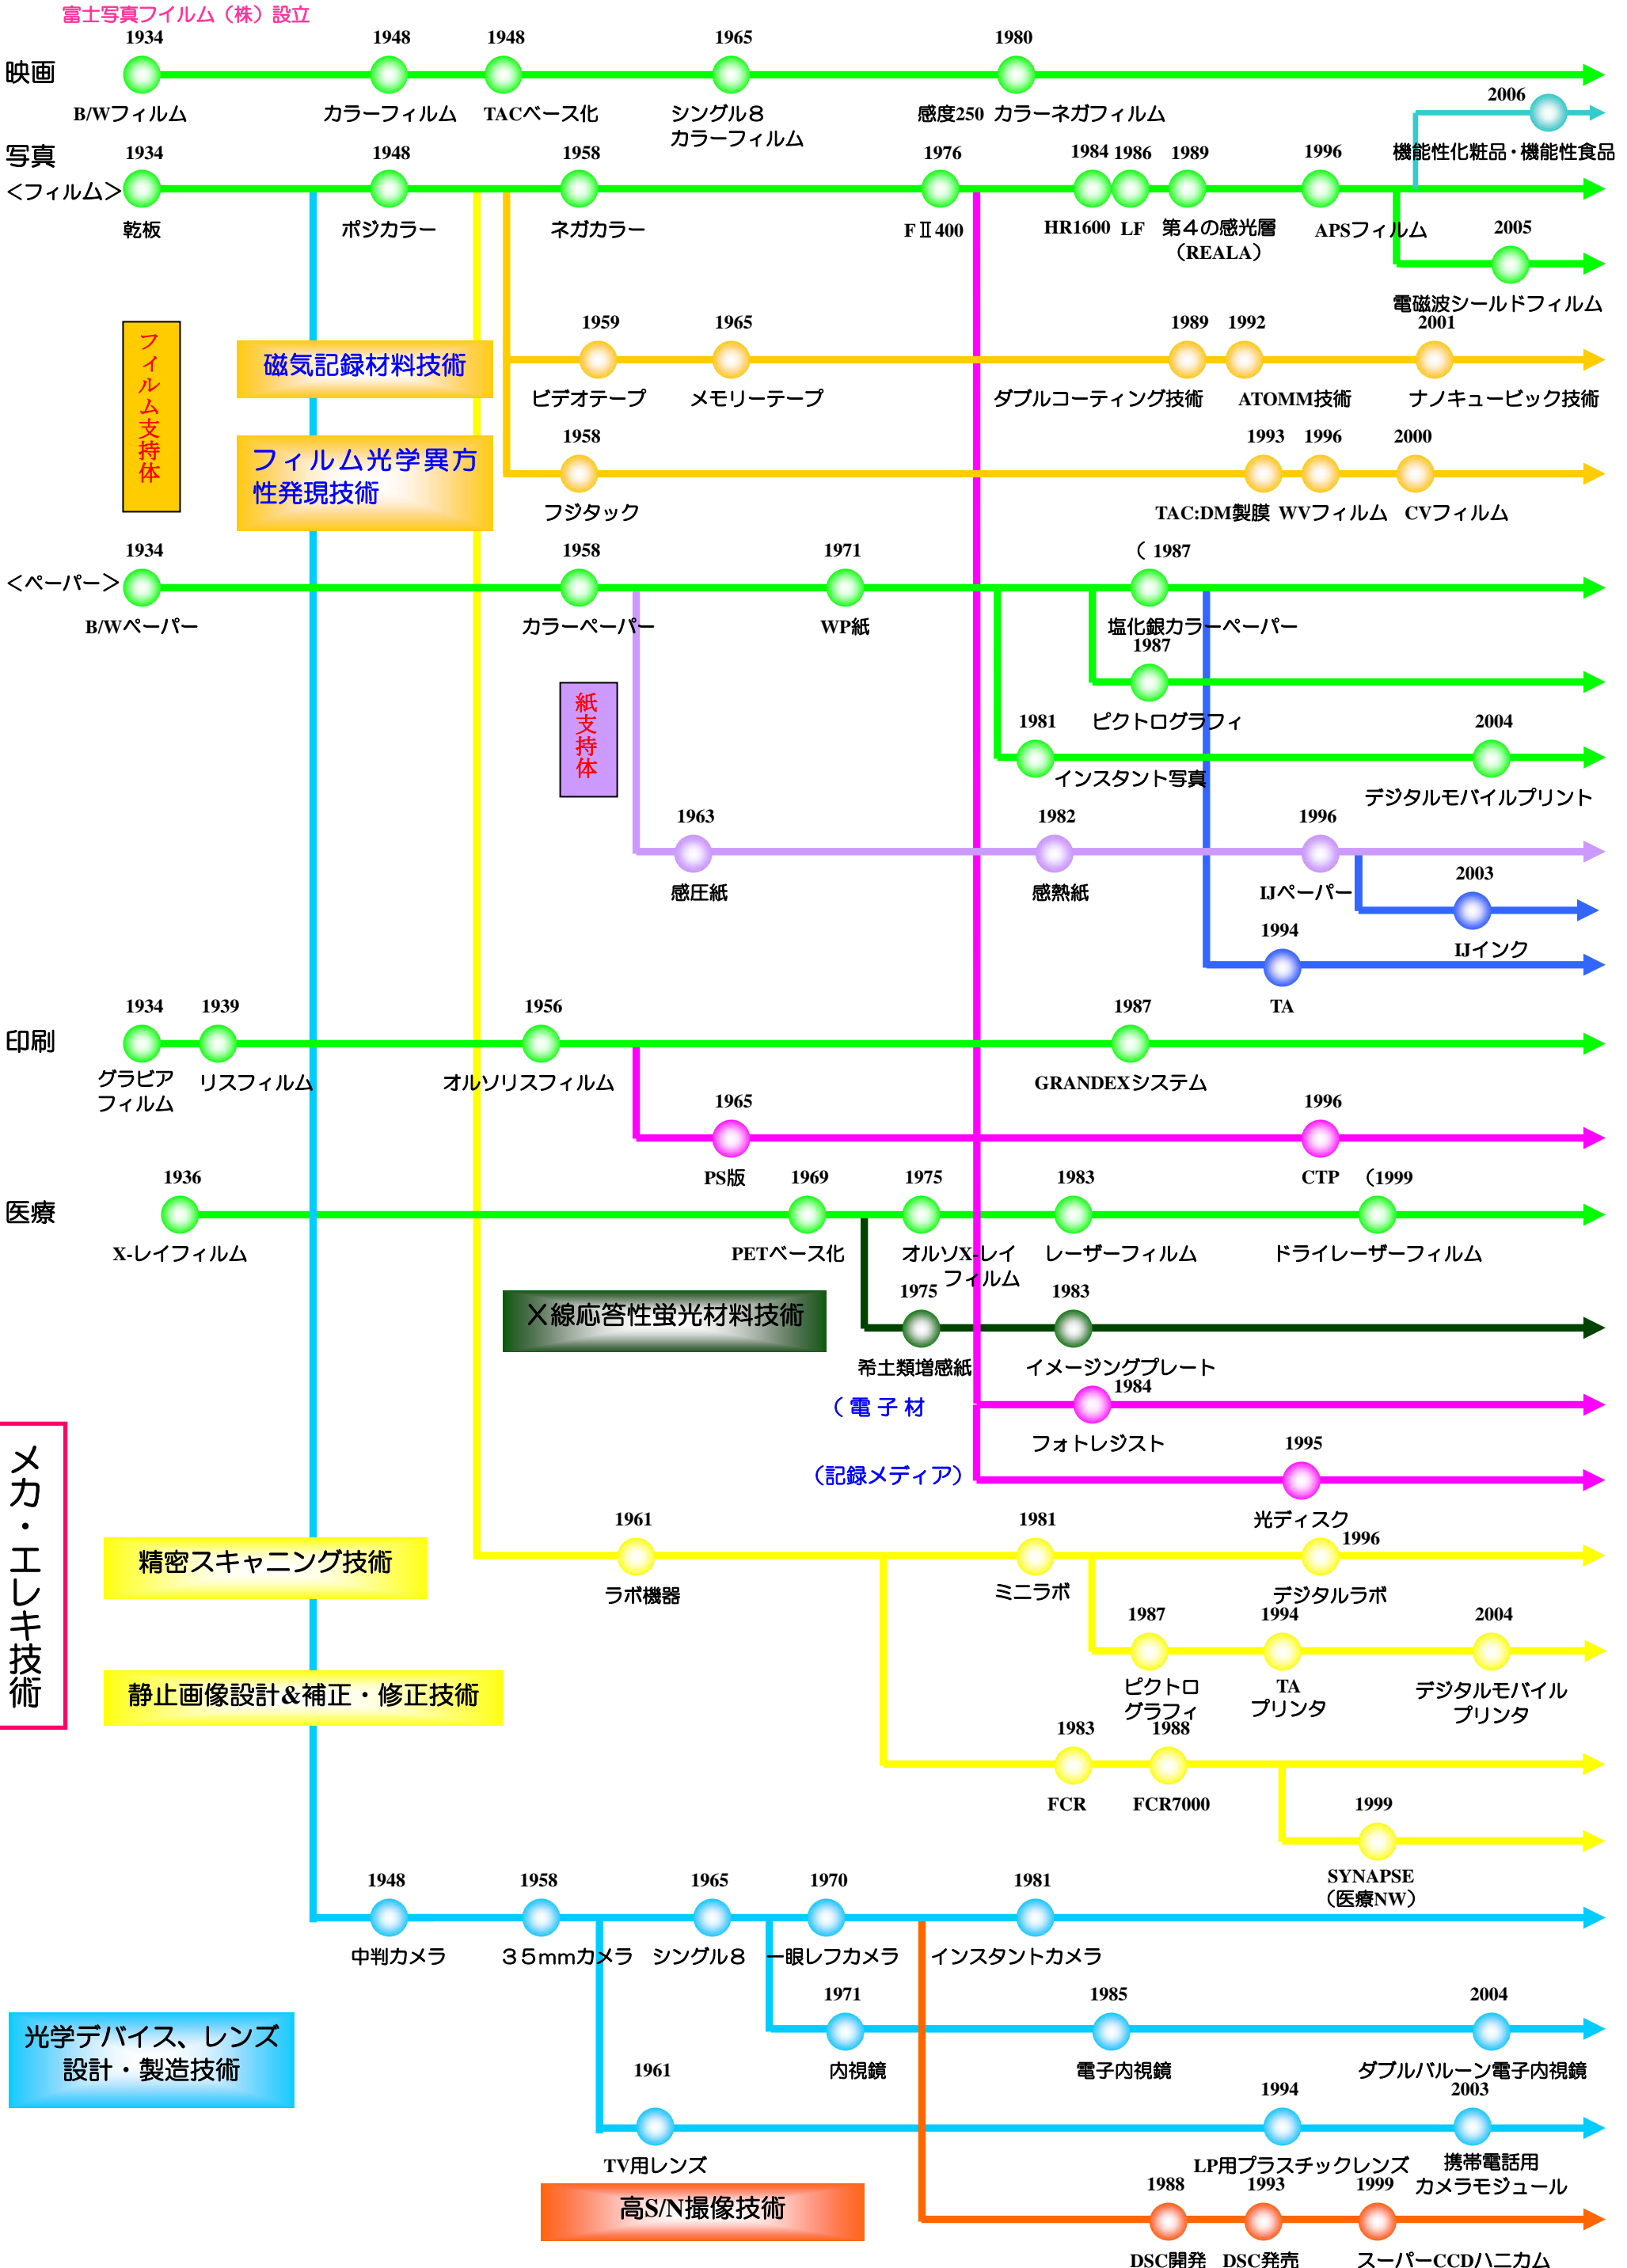 富士写真フイルム（株）設立
1934 1948 1948 1965 1980
映画
B/Wフィルム カラーフィルム TACベース化 シングル８ 感度250 カラーネガフィルム
カラーフィルム
2006
機能性化粧品・機能性食品
写真
1934 1948 1958 1976 1984 1986 1989 1996
＜フィルム＞
乾板 ポジカラー ネガカラー FⅡ400 HR1600 LF 第４の感光層 APSフィルム
（REALA）
2005
電磁波シールドフィルム
フィルム支持体
磁気記録材料技術
1959 1965 1989 1992 2001
ビデオテープ メモリーテープ ダブルコーティング技術 ATOMM技術 ナノキュービック技術
フィルム光学異方
性発現技術
1958 1993 1996 2000
フジタック TAC:DM製膜 WVフィルム CVフィルム
1934 1958 1971 （ 1987
＜ペーパー＞
B/Wペーパー カラーペーパー WP紙 塩化銀カラーペーパー
1987
ピクトログラフィ
紙支持体
1981 2004
インスタント写真 デジタルモバイルプリント
1963 1982 1996
感圧紙 感熱紙 IJペーパー
2003
IJインク
1994
TA
1934 1939 1956 1987
印刷
グラビア リスフィルム オルソリスフィルム GRANDEXシステム
フィルム
1965 1996
PS版 CTP
1936 1969 1975 1983 （1999
医療
X-レイフィルム PETベース化 オルソX-レイ レーザーフィルム ドライレーザーフィルム
フィルム
X線応答性蛍光材料技術
1975 1983
希土類増感紙 イメージングプレート
（電子材
1984
フォトレジスト
（記録メディア）
1995
光ディスク
メカ・エレキ技術
精密スキャニング技術
1961 1981 1996
ラボ機器 ミニラボ デジタルラボ
1987 1994 2004
ピクトロ TA デジタルモバイル
グラフィ プリンタ プリンタ
静止画像設計&補正・修正技術
1983 1988
FCR FCR7000
1999
SYNAPSE
（医療NW）
1948 1958 1965 1970 1981
中判カメラ ３５mmカメラ シングル８ 一眼レフカメラ インスタントカメラ
1971 1985 2004
内視鏡 電子内視鏡 ダブルバルーン電子内視鏡
光学デバイス、レンズ
設計・製造技術
1961 1994 2003
TV用レンズ LP用プラスチックレンズ 携帯電話用
カメラモジュール
高S/N撮像技術
1988 1993 1999
DSC開発 DSC発売 スーパーCCDハニカム